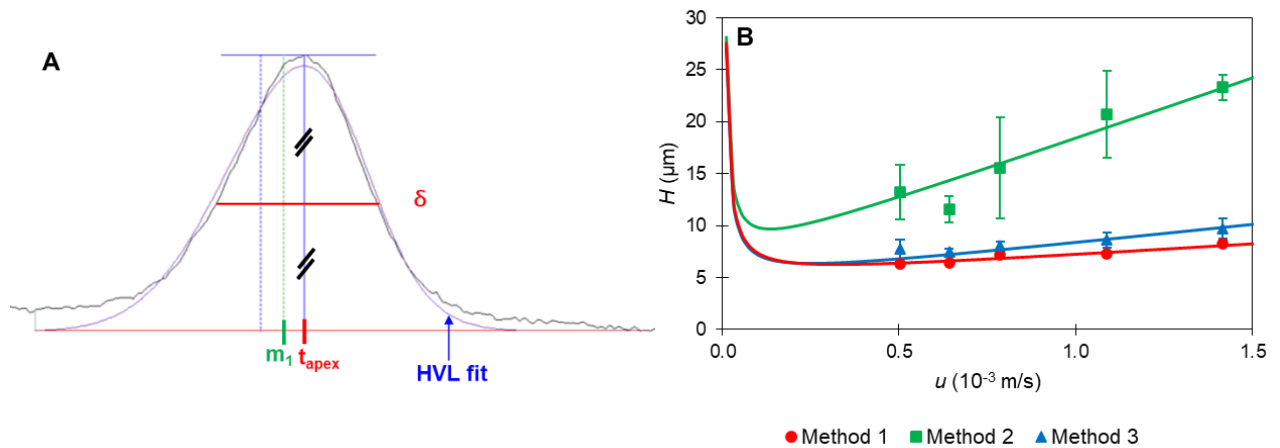 A
δ
m1 tapex
HVL fit
B
30
25
20
15
10
5
0
H (µm)
0.0 0.5 1.0 1.5
u (10-3 m/s)
Method 1 Method 2 Method 3